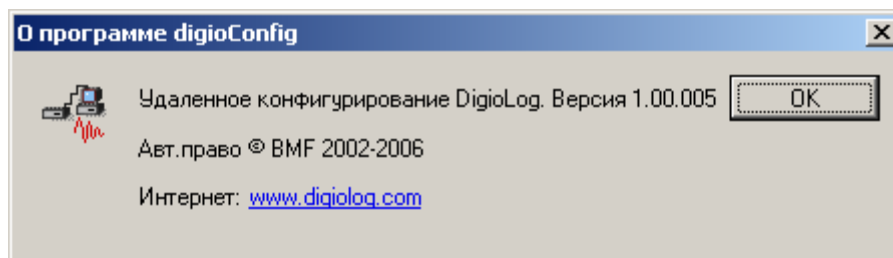 О программе digioConfig
Удаленное конфигурирование DigioLog. Версия 1.00.005
OK
Авт.право © BMF 2002-2006
Интернет: www.digiolog.com